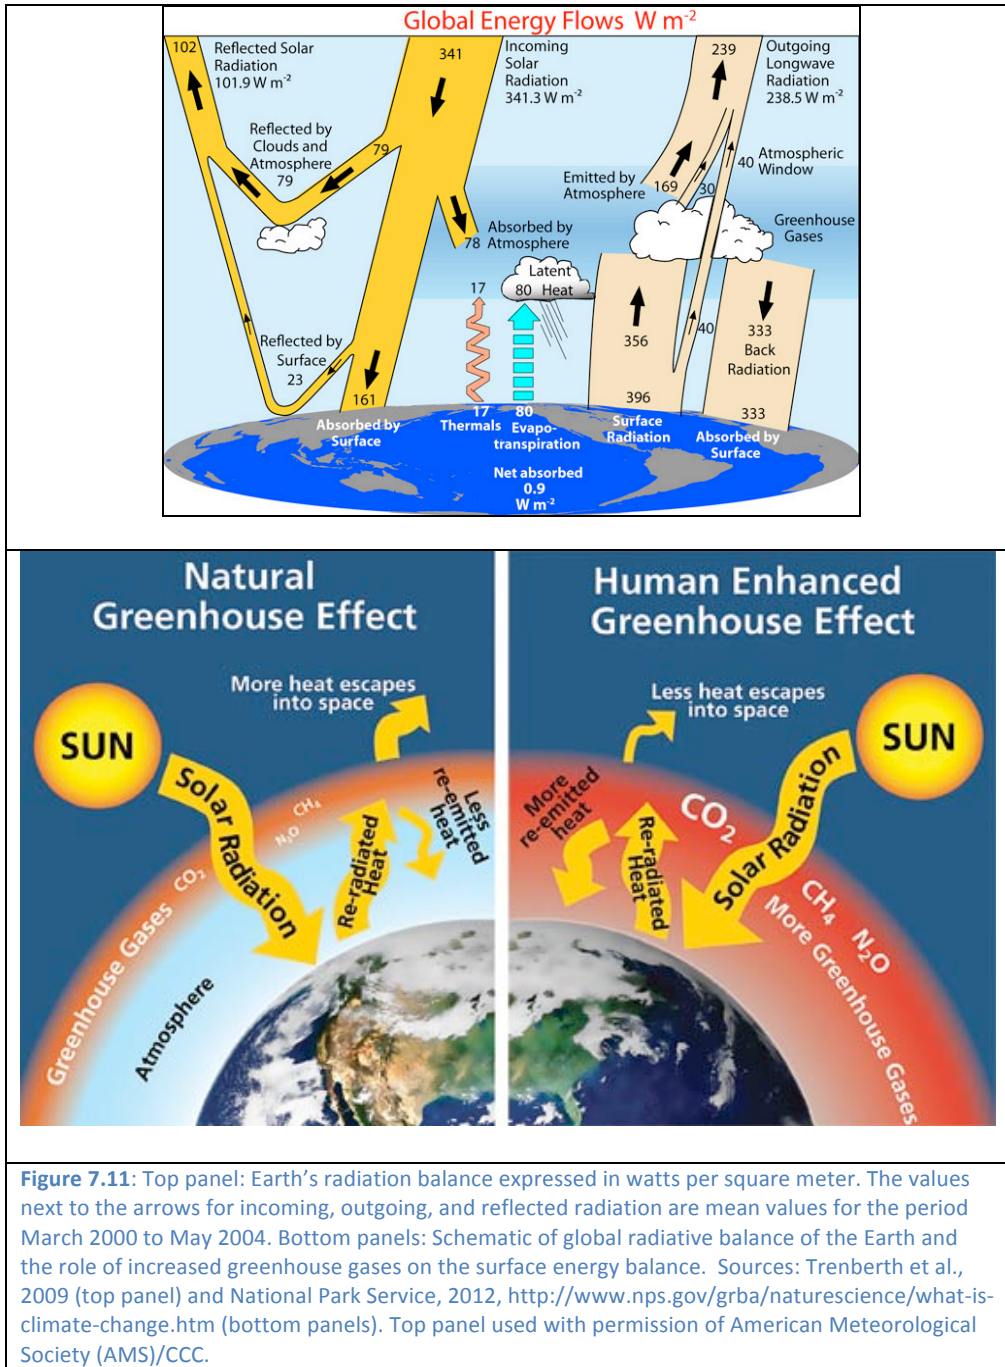 Global Energy Flows W m-2
102
Reflected Solar
Radiation
101.9 W m-2
341
Incoming
Solar
Radiation
341.3 W m-2
239
Outgoing
Longwave
Radiation
238.5 W m-2
Reflected by
Clouds and
Atmosphere
79
79
Emitted by
Atmosphere
169
30
40
Atmospheric
Window
Greenhouse
Gases
78
Absorbed by
Atmosphere
17
80
Latent
Heat
Reflected by
Surface
23
356
40
333
Back
Radiation
161
Absorbed by
Surface
17
Thermals
80
Evapo-
transpiration
396
Surface
Radiation
333
Absorbed by
Surface
Net absorbed
0.9
W m-2
Natural
Greenhouse Effect
More heat escapes
into space
SUN
Solar Radiation
Re-radiated
Heat
Less
re-emitted
heat
CH4
N2O
CO2
Greenhouse Gases
Atmosphere
Human Enhanced
Greenhouse Effect
Less heat escapes
into space
SUN
Solar Radiation
More
re-emitted
heat
Re-radiated
Heat
CO2
CH4
N2O
More Greenhouse Gases
Figure 7.11: Top panel: Earth’s radiation balance expressed in watts per square meter. The values
next to the arrows for incoming, outgoing, and reflected radiation are mean values for the period
March 2000 to May 2004. Bottom panels: Schematic of global radiative balance of the Earth and
the role of increased greenhouse gases on the surface energy balance.  Sources: Trenberth et al.,
2009 (top panel) and National Park Service, 2012, http://www.nps.gov/grba/naturescience/what-is-
climate-change.htm (bottom panels). Top panel used with permission of American Meteorological
Society (AMS)/CCC.